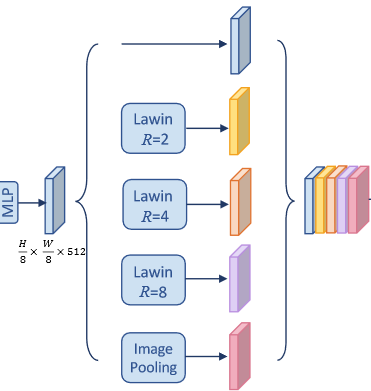 Lawin
R=2
MLP
Lawin
R=4
H/8 × W/8 × 512
Lawin
R=8
Image
Pooling